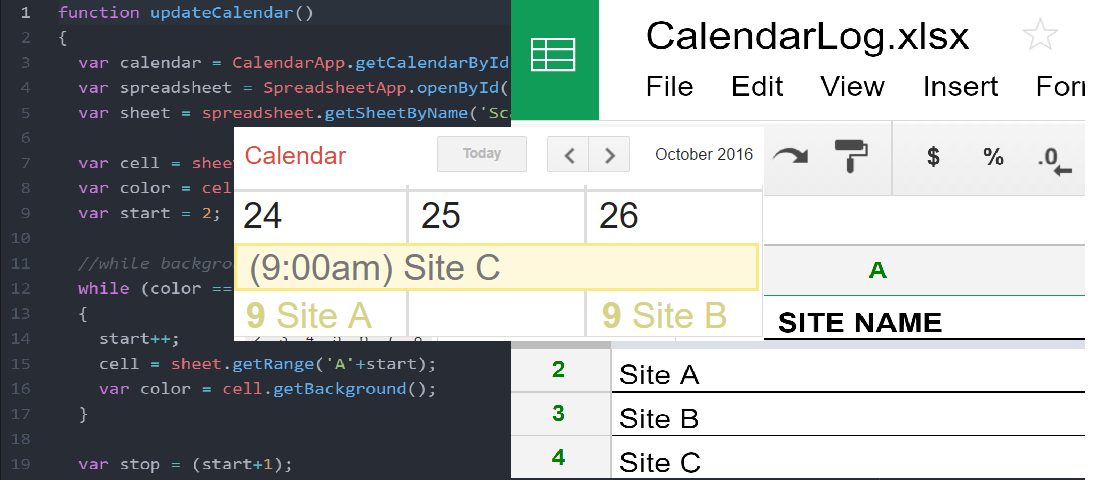 1 function updateCalendar()
2 {
3 var calendar = CalendarApp.getCalendarById
4 var spreadsheet = SpreadsheetApp.openById(
5 var sheet = spreadsheet.getSheetByName('Sc
6
7 var cell = shee
8 var color = cel
9 var start = 2;
10
11 //while backgro
12 while (color ==
13 {
14 start++;
15 cell = sheet.getRange('A'+start);
16 var color = cell.getBackground();
17 }
18
19 var stop = (start+1);
CalendarLog.xlsx
File Edit View Insert For
$ % .0
Calendar Today October 2016
24 25 26
(9:00am) Site C
9 Site A 9 Site B
A
SITE NAME
2 Site A
3 Site B
4 Site C